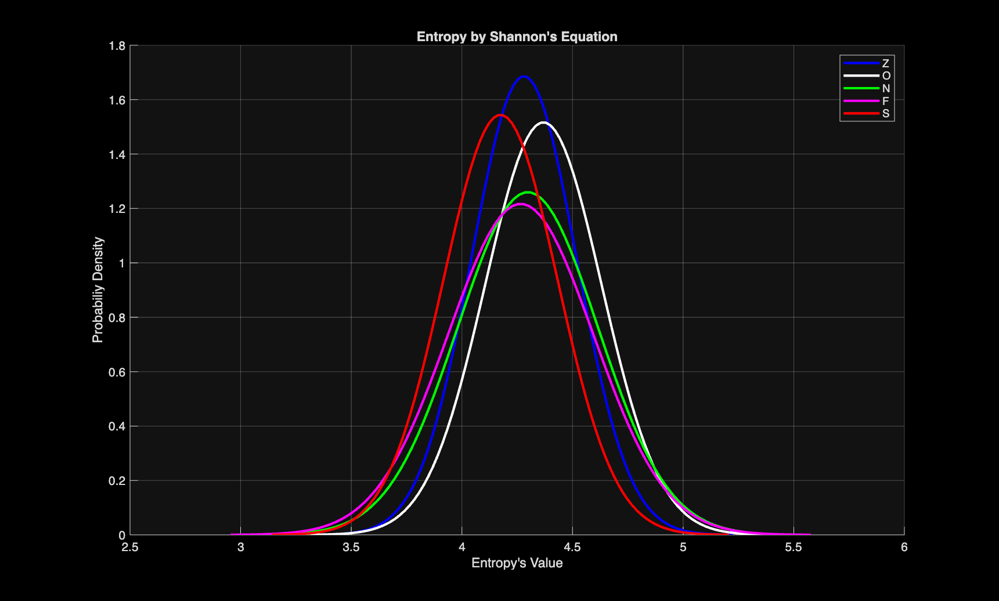 Entropy by Shannon's Equation
Z
O
N
F
S
1.8
1.6
1.4
1.2
1
0.8
0.6
0.4
0.2
0
Probabiliy Density
2.5 3 3.5 4 4.5 5 5.5 6
Entropy's Value